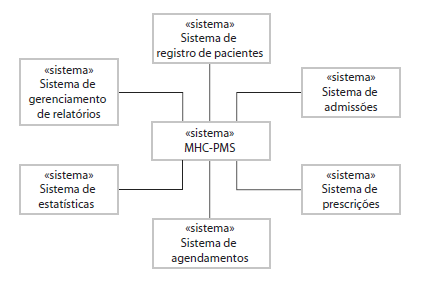 «sistema»
Sistema de
registro de pacientes
«sistema»
Sistema de
gerenciamento
de relatórios
«sistema»
Sistema de
admissões
«sistema»
MHC-PMS
«sistema»
Sistema de
estatísticas
«sistema»
Sistema de
prescrições
«sistema»
Sistema de
agendamentos